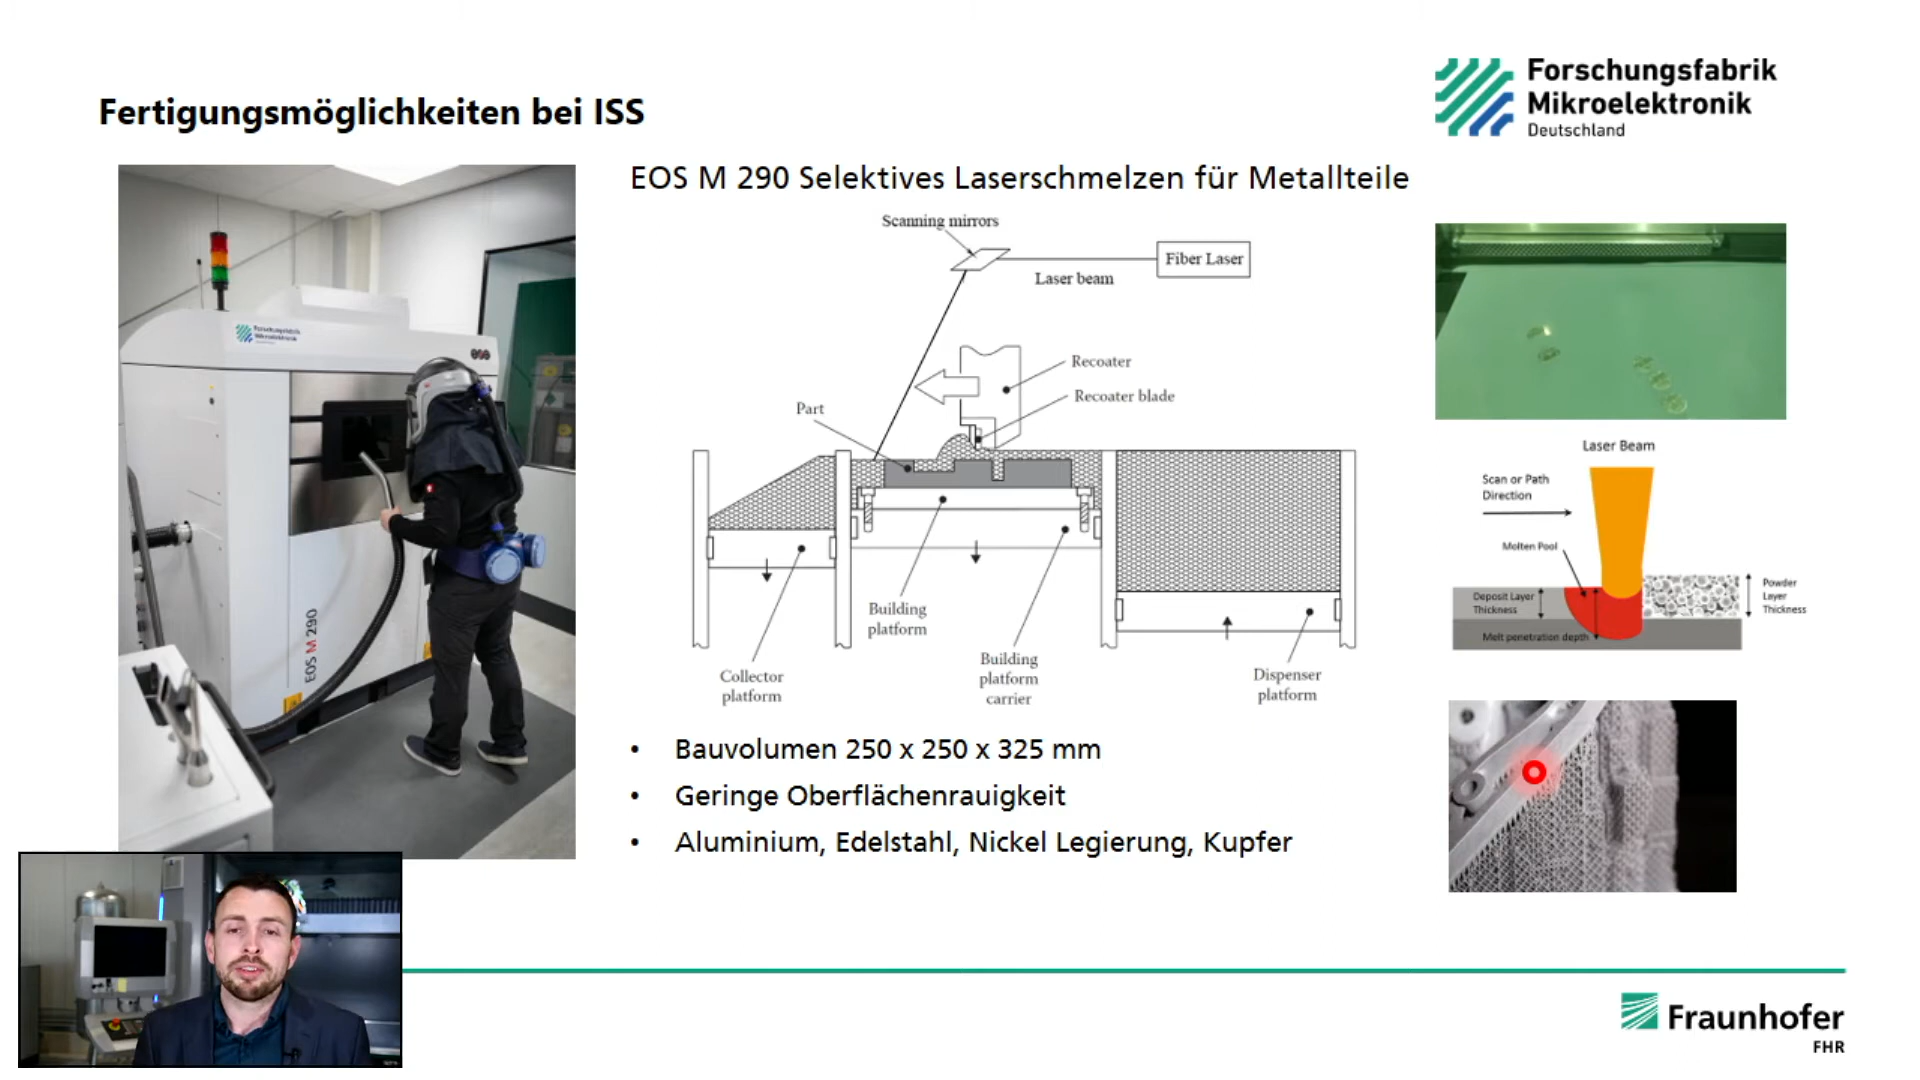 Fertigungsmöglichkeiten bei ISS
Forschungsfabrik
Mikroelektronik
Deutschland
EOS M 290 Selektives Laserschmelzen für Metallteile
Forschungsfabrik
Mikroelektronik
EOS M 290
Scanning mirrors
Fiber Laser
Laser beam
Recoater
Recoater blade
Part
Building
platform
Collector
platform
Building
platform
carrier
Dispenser
platform
Laser Beam
Scan or Path
Direction
Molten Pool
Deposit Layer
Thickness
Powder
Layer
Thickness
Melt penetration depth
• Bauvolumen 250 x 250 x 325 mm
• Geringe Oberflächenrauigkeit
• Aluminium, Edelstahl, Nickel Legierung, Kupfer
Fraunhofer
FHR